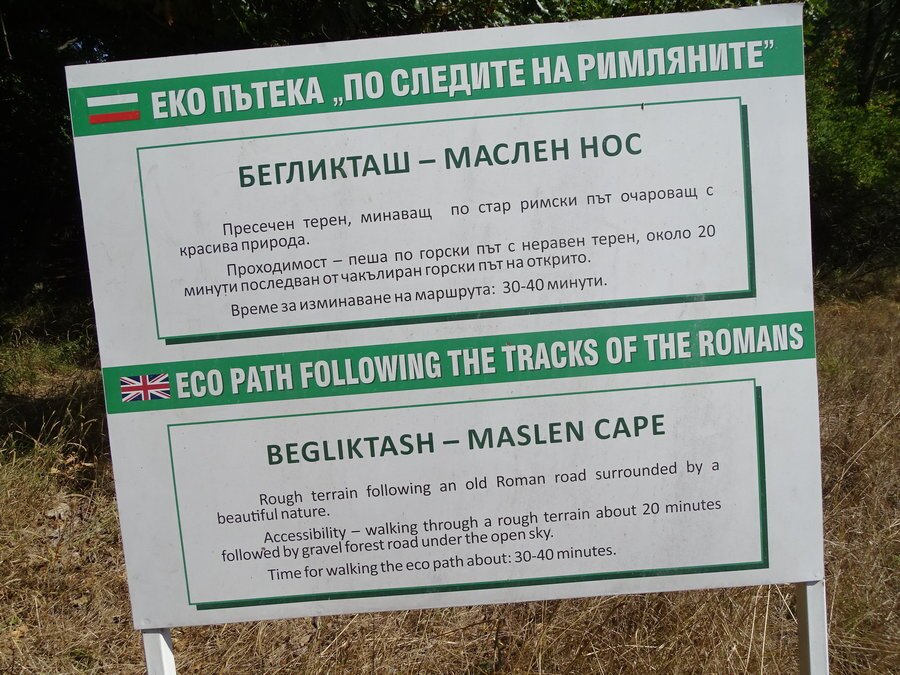 ЕКО ПЪТЕКА „ПО СЛЕДИТЕ НА РИМЛЯНИТЕ”
БЕГЛИКТАШ – МАСЛЕН НОС
Пресечен терен, минаващ по стар римски път очароващ с
красива природа.
Проходимост – пеша по горски път с неравен терен, около 20
минути последван от чакълиран горски път на открито.
Време за изминаване на маршрута: 30-40 минути.
ECO PATH FOLLOWING THE TRACKS OF THE ROMANS
BEGLIKTASH – MASLEN CAPE
Rough terrain following an old Roman road surrounded by a
beautiful nature.
Accessibility – walking through a rough terrain about 20 minutes
followed by gravel forest road under the open sky.
Time for walking the eco path about: 30-40 minutes.